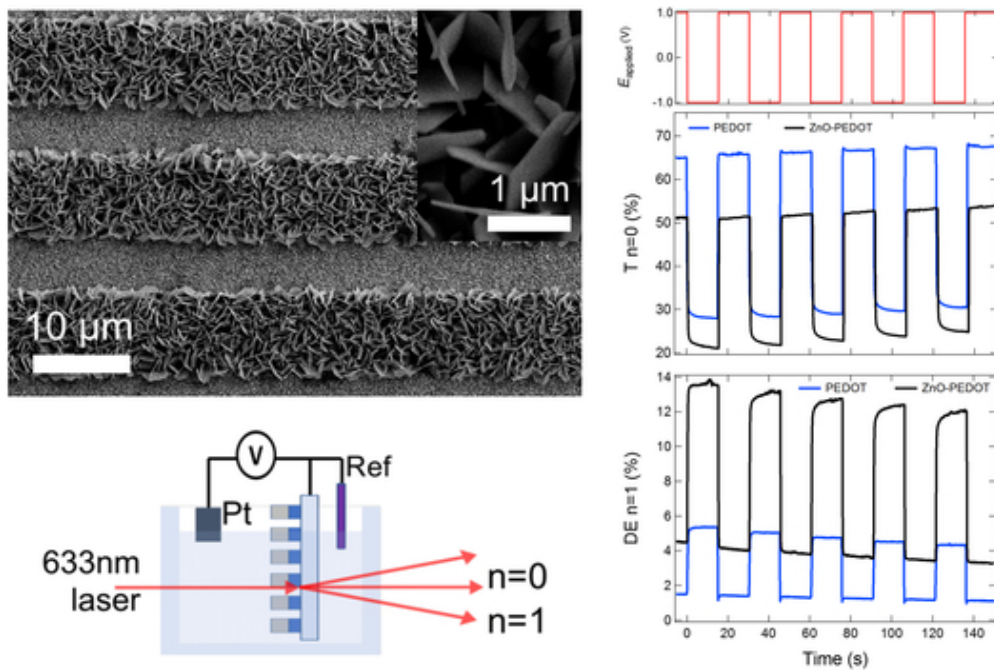 1 μm
10 μm
V
Ref
Pt
633nm
laser
n=0
n=1
E applied (V)
1.0
0.0
-1.0
PEDOT
ZnO-PEDOT
T n=0 (%)
70
60
50
40
30
20
PEDOT
ZnO-PEDOT
DE n=1 (%)
14
12
10
8
6
4
2
0
0 20 40 60 80 100 120 140
Time (s)